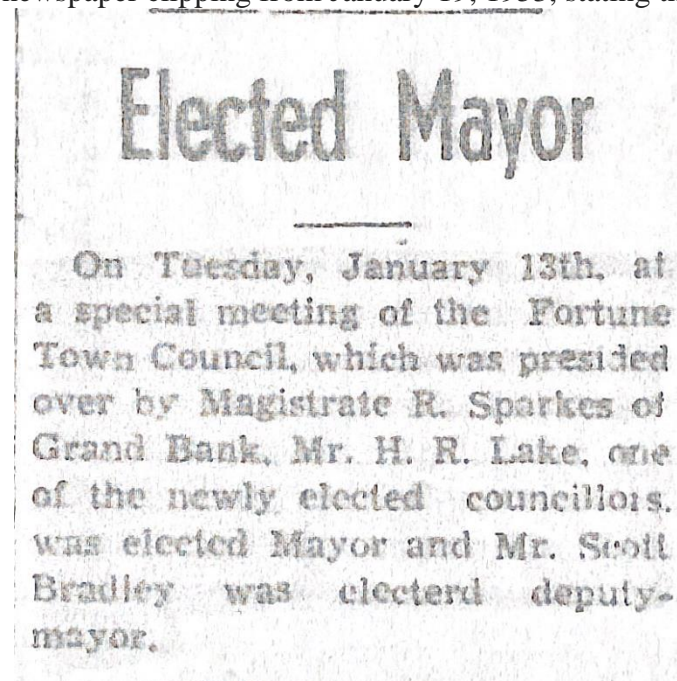 newspaper clipping from January 19, 1953, stating
Elected Mayor
On Tuesday, January 13th, at
a special meeting of the Fortune
Town Council, which was presided
over by Magistrate R. Sparkes of
Grand Bank, Mr. H. R. Lake, one
of the newly elected councillors,
was elected Mayor and Mr. Scott
Bradley was electerd deputy-
mayor.